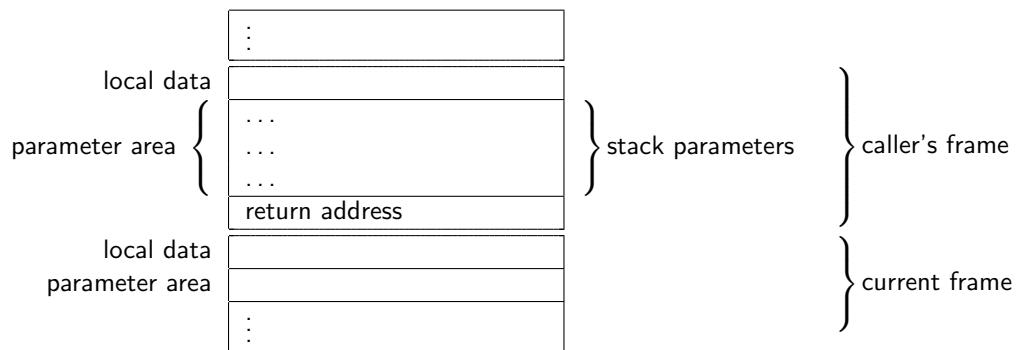 ⋮
local data
parameter area
. . .
. . .
. . .
stack parameters
caller's frame
return address
local data
parameter area
current frame
⋮